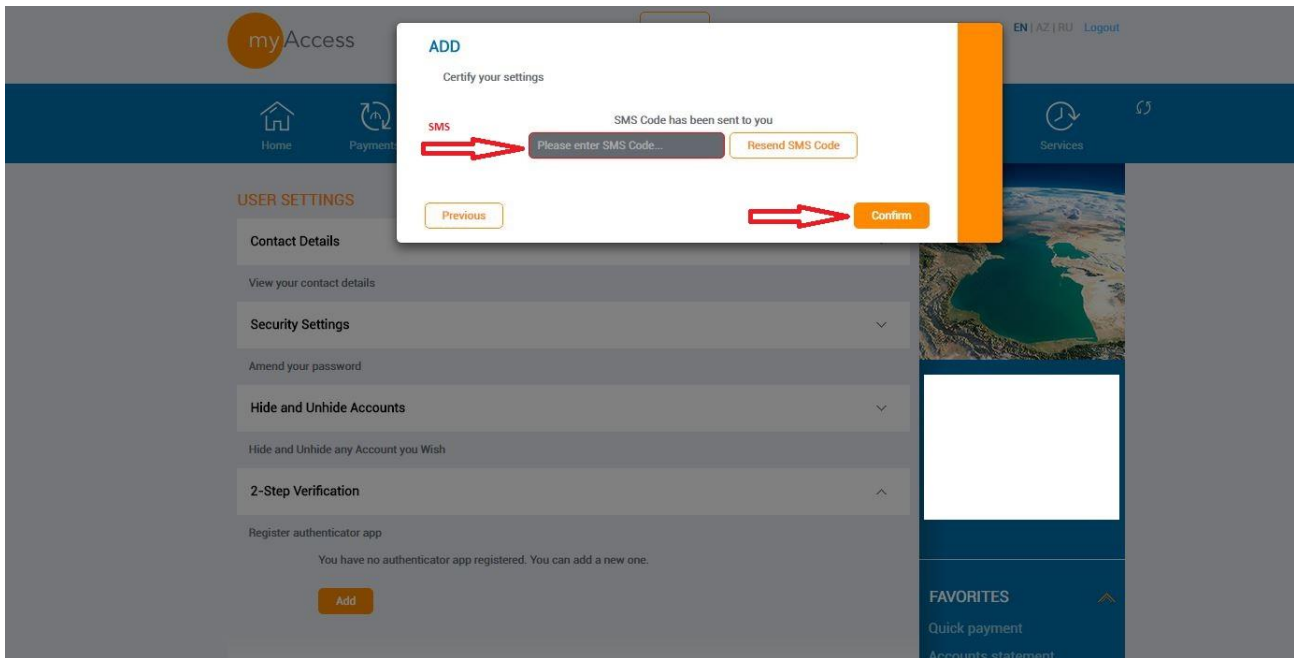 myAccess
EN | AZ | RU Logout
ADD
Certify your settings
SMS Code has been sent to you
SMS
Please enter SMS Code...
Resend SMS Code
Previous
Confirm
Home
Payments
Services
USER SETTINGS
Contact Details
View your contact details
Security Settings
Amend your password
Hide and Unhide Accounts
Hide and Unhide any Account you Wish
2-Step Verification
Register authenticator app
You have no authenticator app registered. You can add a new one.
Add
FAVORITES
Quick payment
Accounts statement